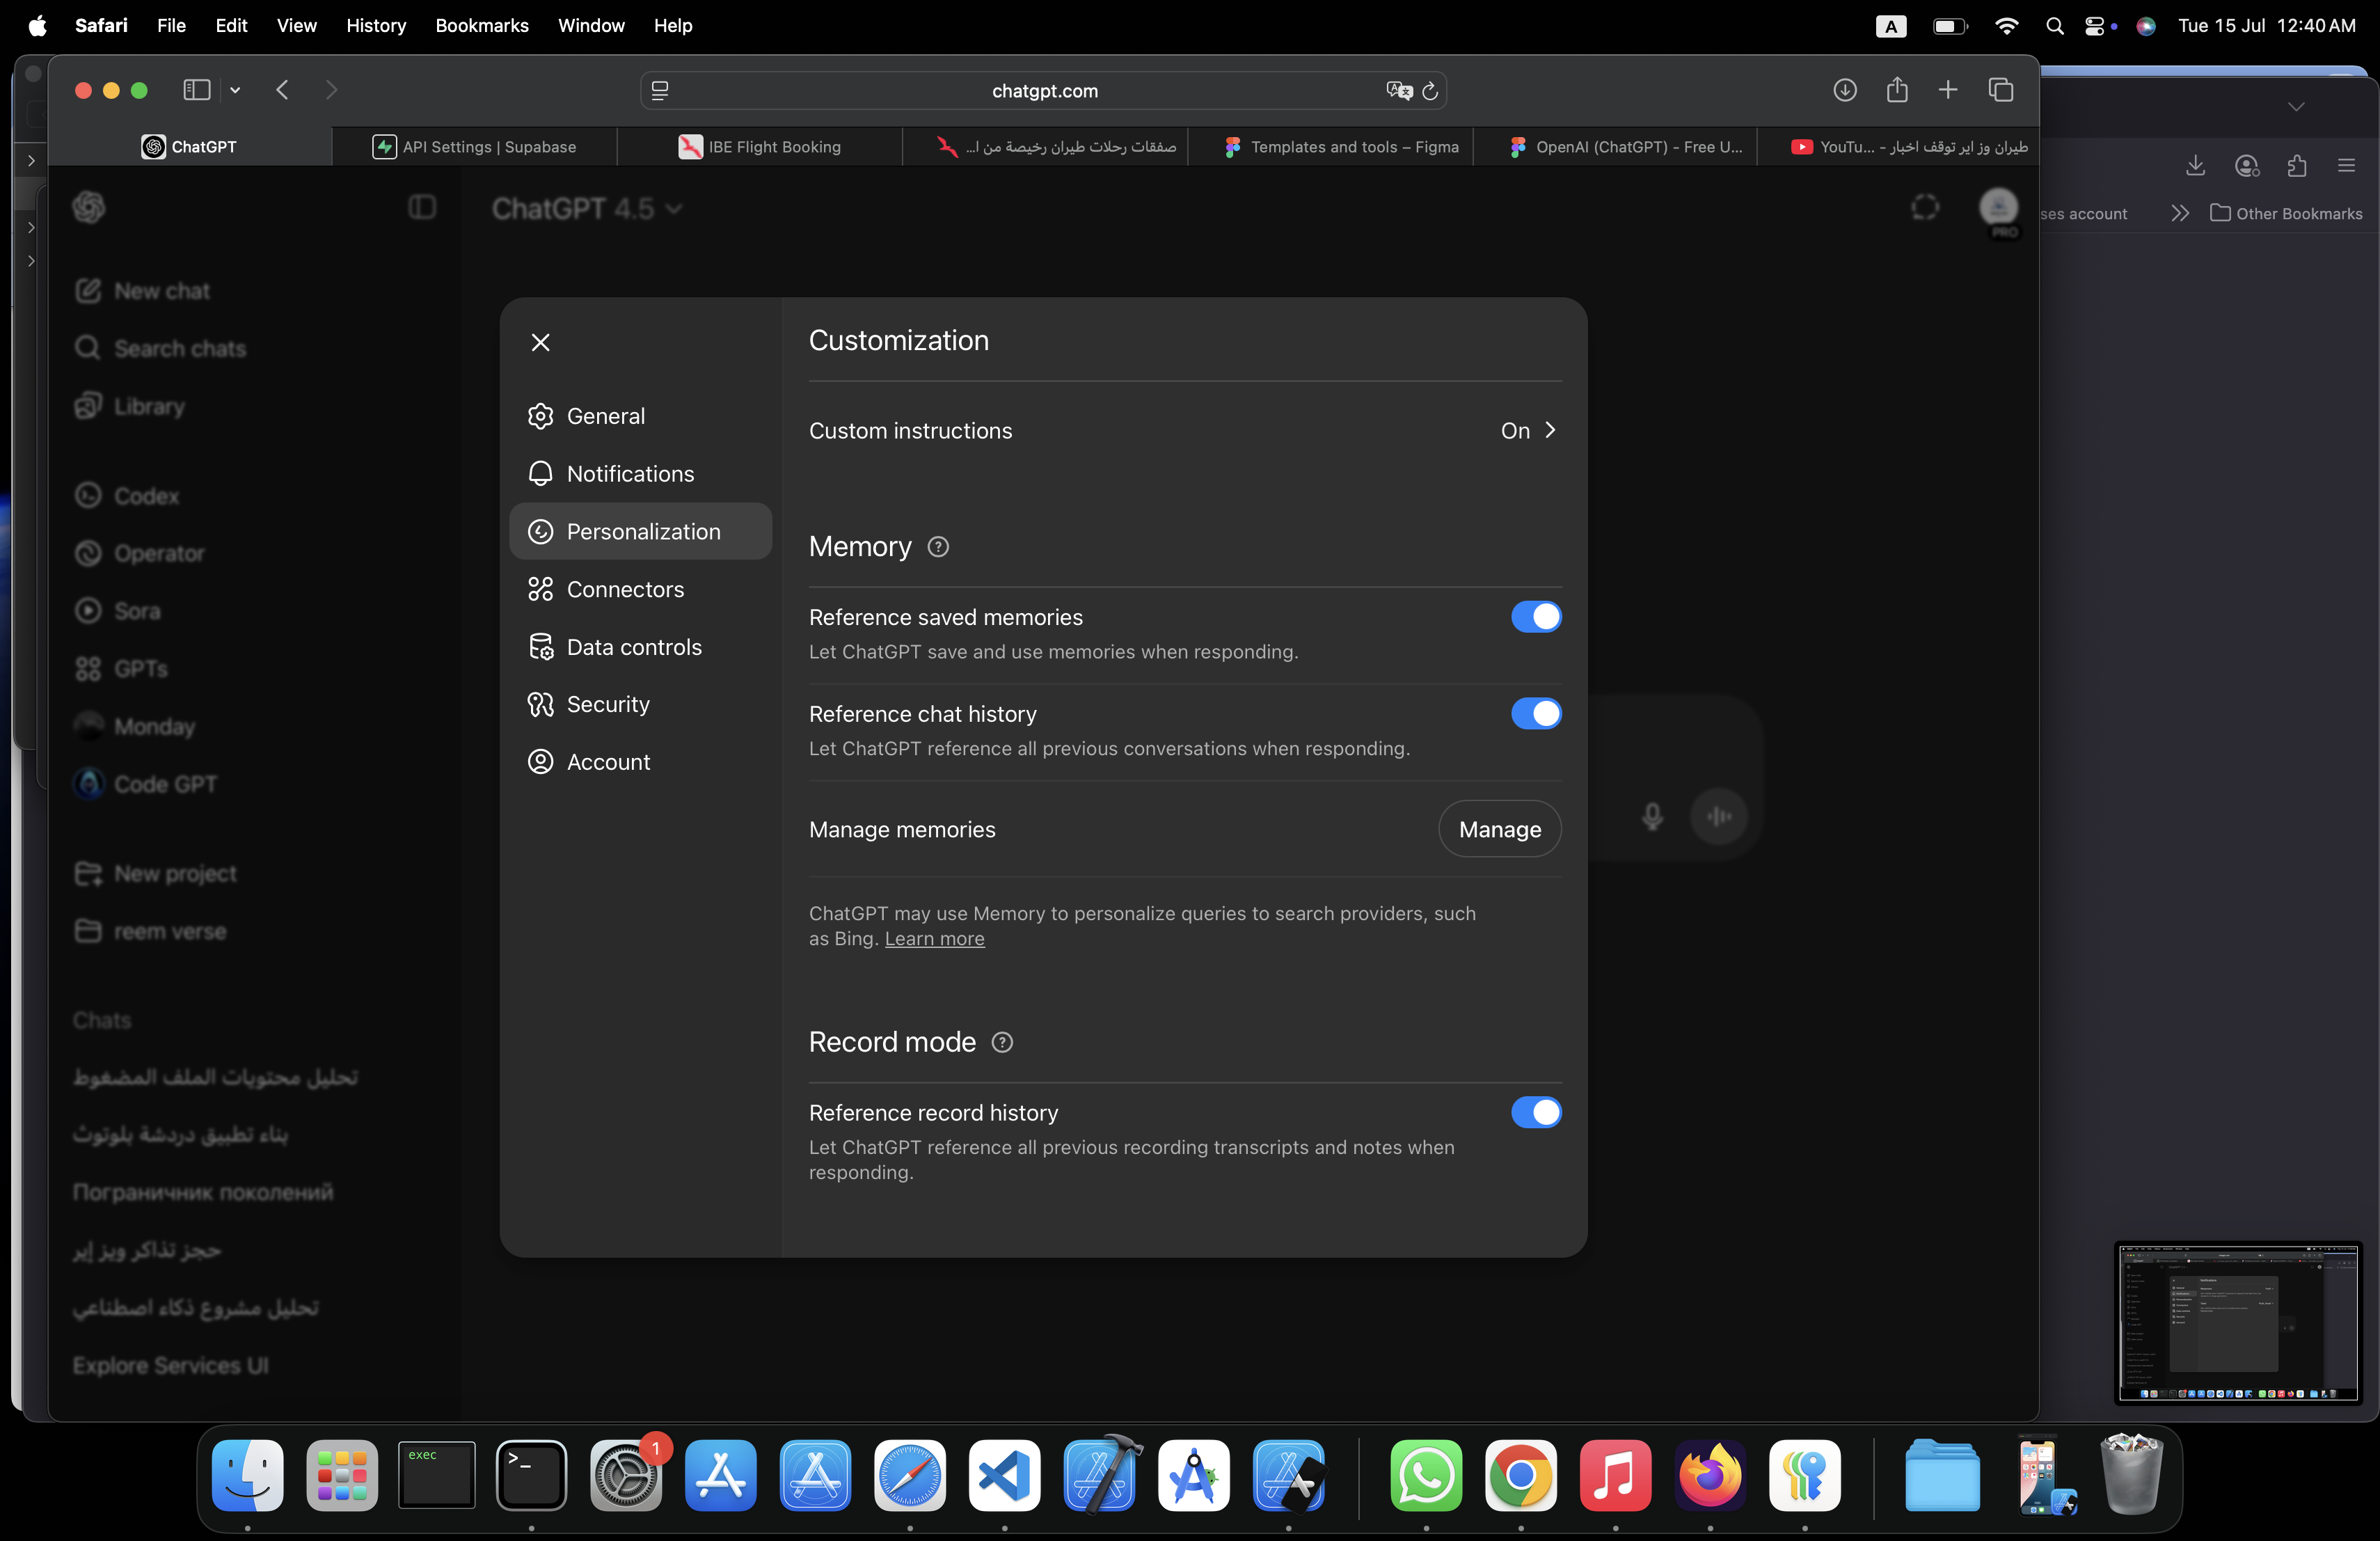 Safari File Edit View History Bookmarks Window Help
A
Tue 15 Jul 12:40 AM
chatgpt.com
ChatGPT
API Settings | Supabase
IBE Flight Booking
صفقات رحلات طيران رخيصة من ا...
Templates and tools – Figma
OpenAI (ChatGPT) - Free U...
طيران وز اير توقف اخبار - YouTu...
ses account
Other Bookmarks
ChatGPT 4.5
PRO
New chat
Search chats
Library
Codex
Operator
Sora
GPTs
Monday
Code GPT
New project
reem verse
Chats
تحليل محتويات الملف المضغوط
بناء تطبيق دردشة بلوتوث
Пограничник поколений
حجز تذاكر ويز إير
تحليل مشروع ذكاء اصطناعي
Explore Services UI
General
Notifications
Personalization
Connectors
Data controls
Security
Account
Customization
Custom instructions
On
Memory
Reference saved memories
Let ChatGPT save and use memories when responding.
Reference chat history
Let ChatGPT reference all previous conversations when responding.
Manage memories
Manage
ChatGPT may use Memory to personalize queries to search providers, such
as Bing. Learn more
Record mode
Reference record history
Let ChatGPT reference all previous recording transcripts and notes when
responding.
exec
1